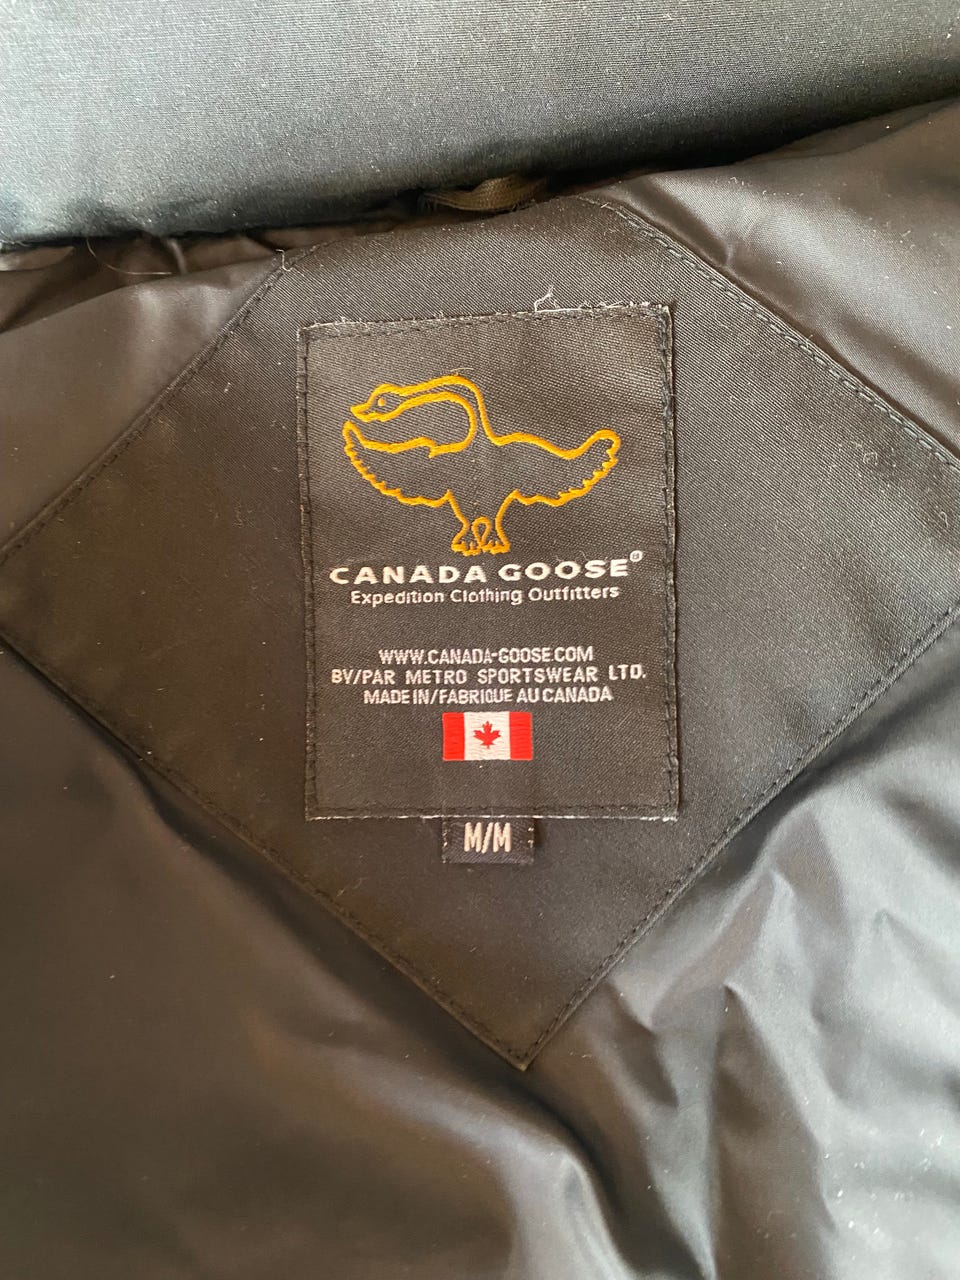 CANADA GOOSE®
Expedition Clothing Outfitters
WWW.CANADA-GOOSE.COM
BY/PAR METRO SPORTSWEAR LTD.
MADE IN/FABRIQUE AU CANADA
M/M